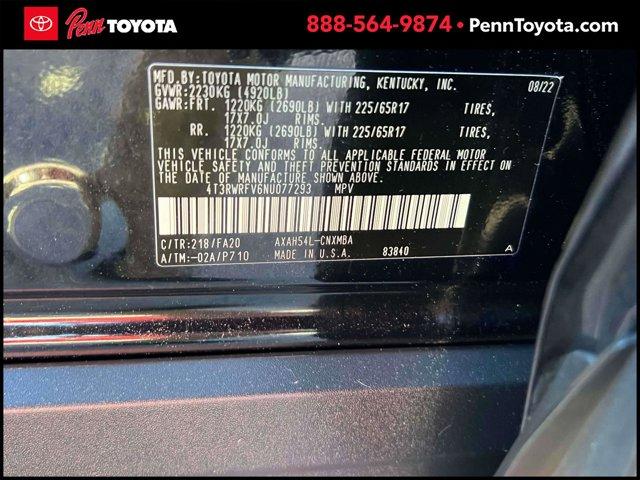 Penn TOYOTA
888-564-9874 • PennToyota.com
MFD.BY:TOYOTA MOTOR MANUFACTURING, KENTUCKY, INC. 08/22
GVWR:2230KG (4920LB)
GAWR:FRT. 1220KG (2690LB) WITH 225/65R17 TIRES,
17X7.0J RIMS.
RR. 1220KG (2690LB) WITH 225/65R17 TIRES,
17X7.0J RIMS.
THIS VEHICLE CONFORMS TO ALL APPLICABLE FEDERAL MOTOR
VEHICLE SAFETY AND THEFT PREVENTION STANDARDS IN EFFECT ON
THE DATE OF MANUFACTURE SHOWN ABOVE.
4T3RWRFV6NU077293 MPV
C/TR:218/FA20 AXAH54L-CNXMBA
A/TM:-02A/P710 MADE IN U.S.A. 83840 A